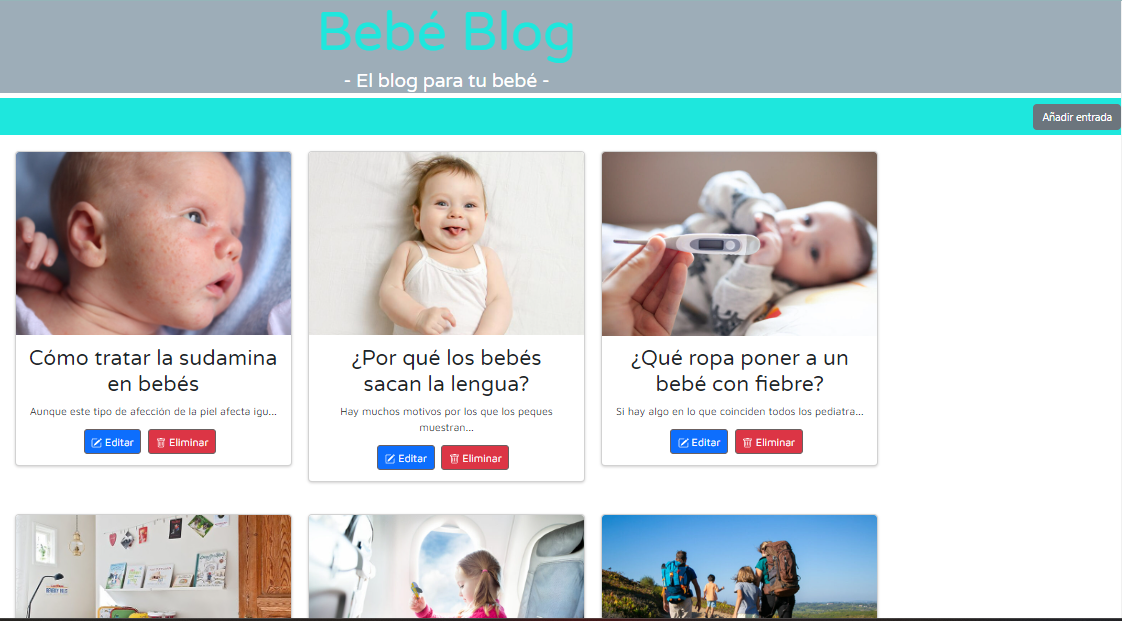 Bebé Blog
- El blog para tu bebé -
Añadir entrada
Cómo tratar la sudamina
en bebés
Aunque este tipo de afección de la piel afecta igu...
Editar
Eliminar
¿Por qué los bebés
sacan la lengua?
Hay muchos motivos por los que los peques
muestran...
Editar
Eliminar
¿Qué ropa poner a un
bebé con fiebre?
Si hay algo en lo que coinciden todos los pediatra...
Editar
Eliminar